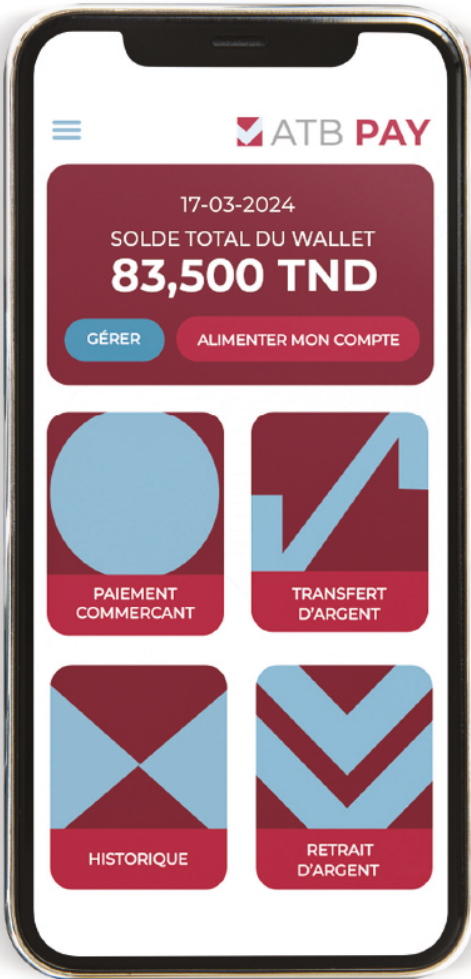 ATB PAY
17-03-2024
SOLDE TOTAL DU WALLET
83,500 TND
GÉRER
ALIMENTER MON COMPTE
PAIEMENT
COMMERCANT
TRANSFERT
D'ARGENT
HISTORIQUE
RETRAIT
D'ARGENT